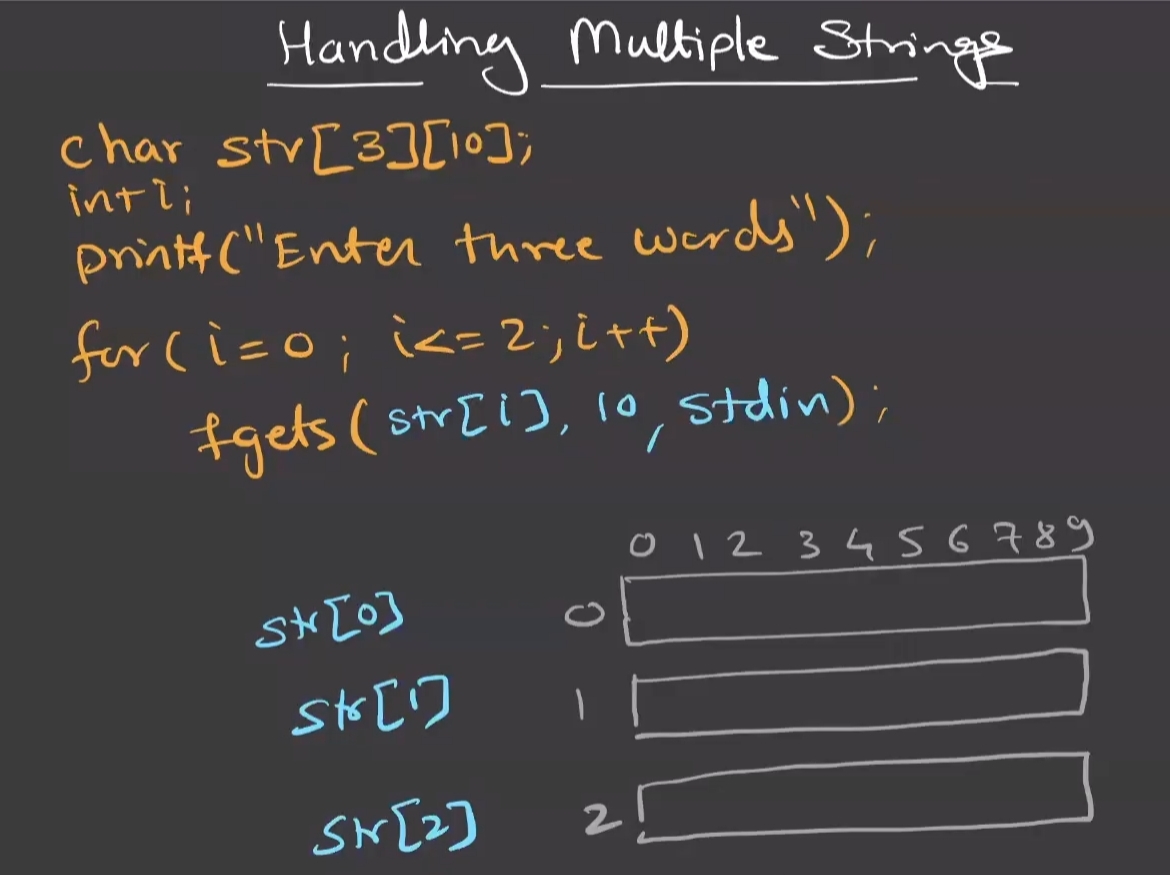 Handling Multiple Strings
char str[3][10];
int i;
printf("Enter three words");
for(i=0; i<=2; i++)
fgets(str[i], 10, stdin);
0 1 2 3 4 5 6 7 8 9
str[0] 0
str[1] 1
str[2] 2